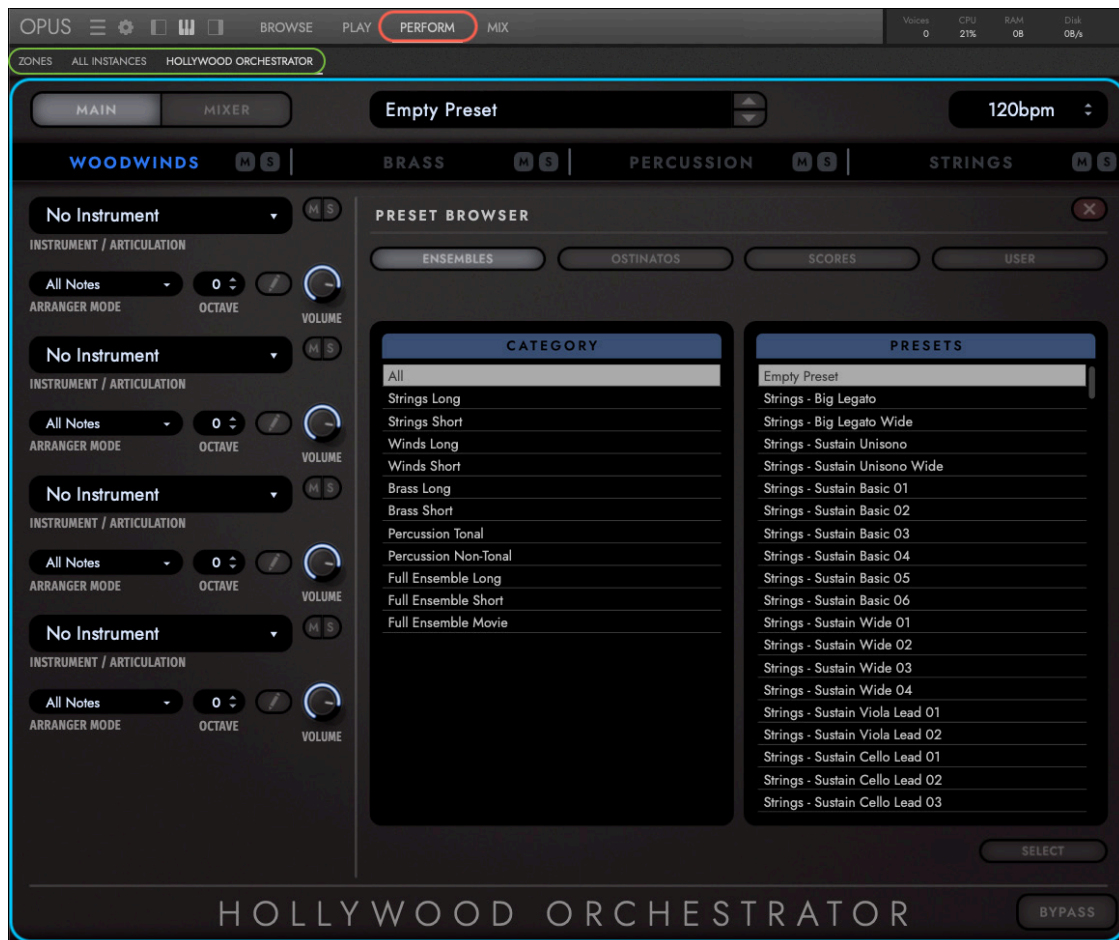 OPUS BROWSE PLAY PERFORM MIX Voices CPU RAM Disk
0 21% 0B 0B/s
ZONES ALL INSTANCES HOLLYWOOD ORCHESTRATOR
MAIN MIXER Empty Preset 120bpm
WOODWINDS M S BRASS M S PERCUSSION M S STRINGS M S
No Instrument M S
INSTRUMENT / ARTICULATION
All Notes 0
ARRANGER MODE OCTAVE VOLUME
No Instrument M S
INSTRUMENT / ARTICULATION
All Notes 0
ARRANGER MODE OCTAVE VOLUME
No Instrument M S
INSTRUMENT / ARTICULATION
All Notes 0
ARRANGER MODE OCTAVE VOLUME
No Instrument M S
INSTRUMENT / ARTICULATION
All Notes 0
ARRANGER MODE OCTAVE VOLUME
PRESET BROWSER
ENSEMBLES OSTINATOS SCORES USER
CATEGORY
All
Strings Long
Strings Short
Winds Long
Winds Short
Brass Long
Brass Short
Percussion Tonal
Percussion Non-Tonal
Full Ensemble Long
Full Ensemble Short
Full Ensemble Movie
PRESETS
Empty Preset
Strings - Big Legato
Strings - Big Legato Wide
Strings - Sustain Unisono
Strings - Sustain Unisono Wide
Strings - Sustain Basic 01
Strings - Sustain Basic 02
Strings - Sustain Basic 03
Strings - Sustain Basic 04
Strings - Sustain Basic 05
Strings - Sustain Basic 06
Strings - Sustain Wide 01
Strings - Sustain Wide 02
Strings - Sustain Wide 03
Strings - Sustain Wide 04
Strings - Sustain Viola Lead 01
Strings - Sustain Viola Lead 02
Strings - Sustain Cello Lead 01
Strings - Sustain Cello Lead 02
Strings - Sustain Cello Lead 03
SELECT
HOLLYWOOD ORCHESTRATOR BYPASS